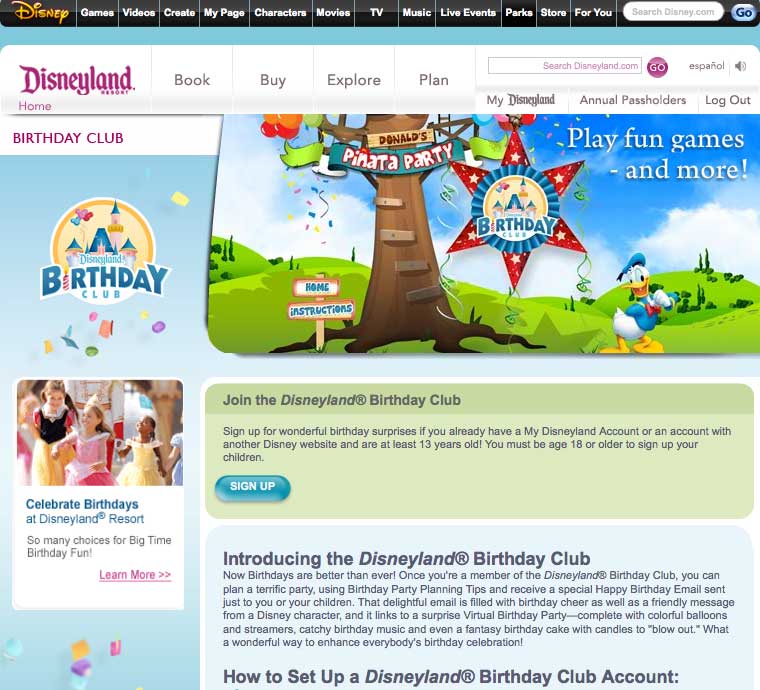 Disney
Games
Videos
Create
My Page
Characters
Movies
TV
Music
Live Events
Parks
Store
For You
Search Disney.com
Go
Disneyland
RESORT
Home
Book
Buy
Explore
Plan
Search Disneyland.com
GO
español
My Disneyland
Annual Passholders
Log Out
BIRTHDAY CLUB
DONALD'S
PIÑATA PARTY
Play fun games
- and more!
Disneyland
BIRTHDAY
CLUB
HOME
INSTRUCTIONS
Disneyland
BIRTHDAY
CLUB
Celebrate Birthdays
at Disneyland® Resort
So many choices for Big Time
Birthday Fun!
Learn More >>
Join the Disneyland® Birthday Club
Sign up for wonderful birthday surprises if you already have a My Disneyland Account or an account with
another Disney website and are at least 13 years old! You must be age 18 or older to sign up your
children.
SIGN UP
Introducing the Disneyland® Birthday Club
Now Birthdays are better than ever! Once you're a member of the Disneyland® Birthday Club, you can
plan a terrific party, using Birthday Party Planning Tips and receive a special Happy Birthday Email sent
just to you or your children. That delightful email is filled with birthday cheer as well as a friendly message
from a Disney character, and it links to a surprise Virtual Birthday Party—complete with colorful balloons
and streamers, catchy birthday music and even a fantasy birthday cake with candles to "blow out." What
a wonderful way to enhance everybody's birthday celebration!
How to Set Up a Disneyland® Birthday Club Account: